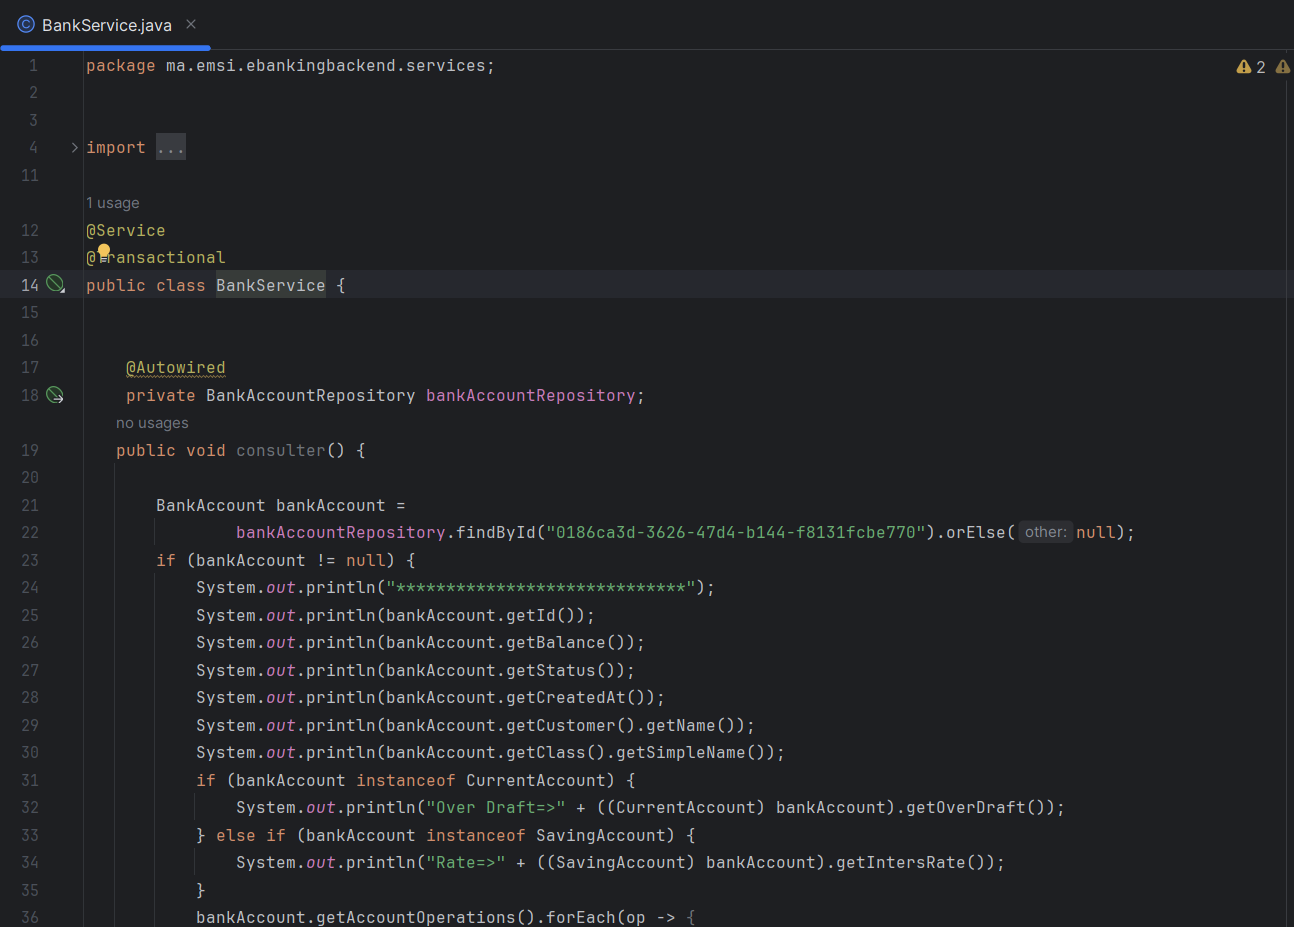 BankService.java
2
1 package ma.emsi.ebankingbackend.services;
2
3
4 import ...
11
1 usage
12 @Service
13 @Transactional
14 public class BankService {
15
16
17 @Autowired
18 private BankAccountRepository bankAccountRepository;
no usages
19 public void consulter() {
20
21 BankAccount bankAccount =
22 bankAccountRepository.findById("0186ca3d-3626-47d4-b144-f8131fcbe770").orElse( other: null);
23 if (bankAccount != null) {
24 System.out.println("*****************************");
25 System.out.println(bankAccount.getId());
26 System.out.println(bankAccount.getBalance());
27 System.out.println(bankAccount.getStatus());
28 System.out.println(bankAccount.getCreatedAt());
29 System.out.println(bankAccount.getCustomer().getName());
30 System.out.println(bankAccount.getClass().getSimpleName());
31 if (bankAccount instanceof CurrentAccount) {
32 System.out.println("Over Draft=>" + ((CurrentAccount) bankAccount).getOverDraft());
33 } else if (bankAccount instanceof SavingAccount) {
34 System.out.println("Rate=>" + ((SavingAccount) bankAccount).getIntersRate());
35 }
36 bankAccount.getAccountOperations().forEach(op -> {